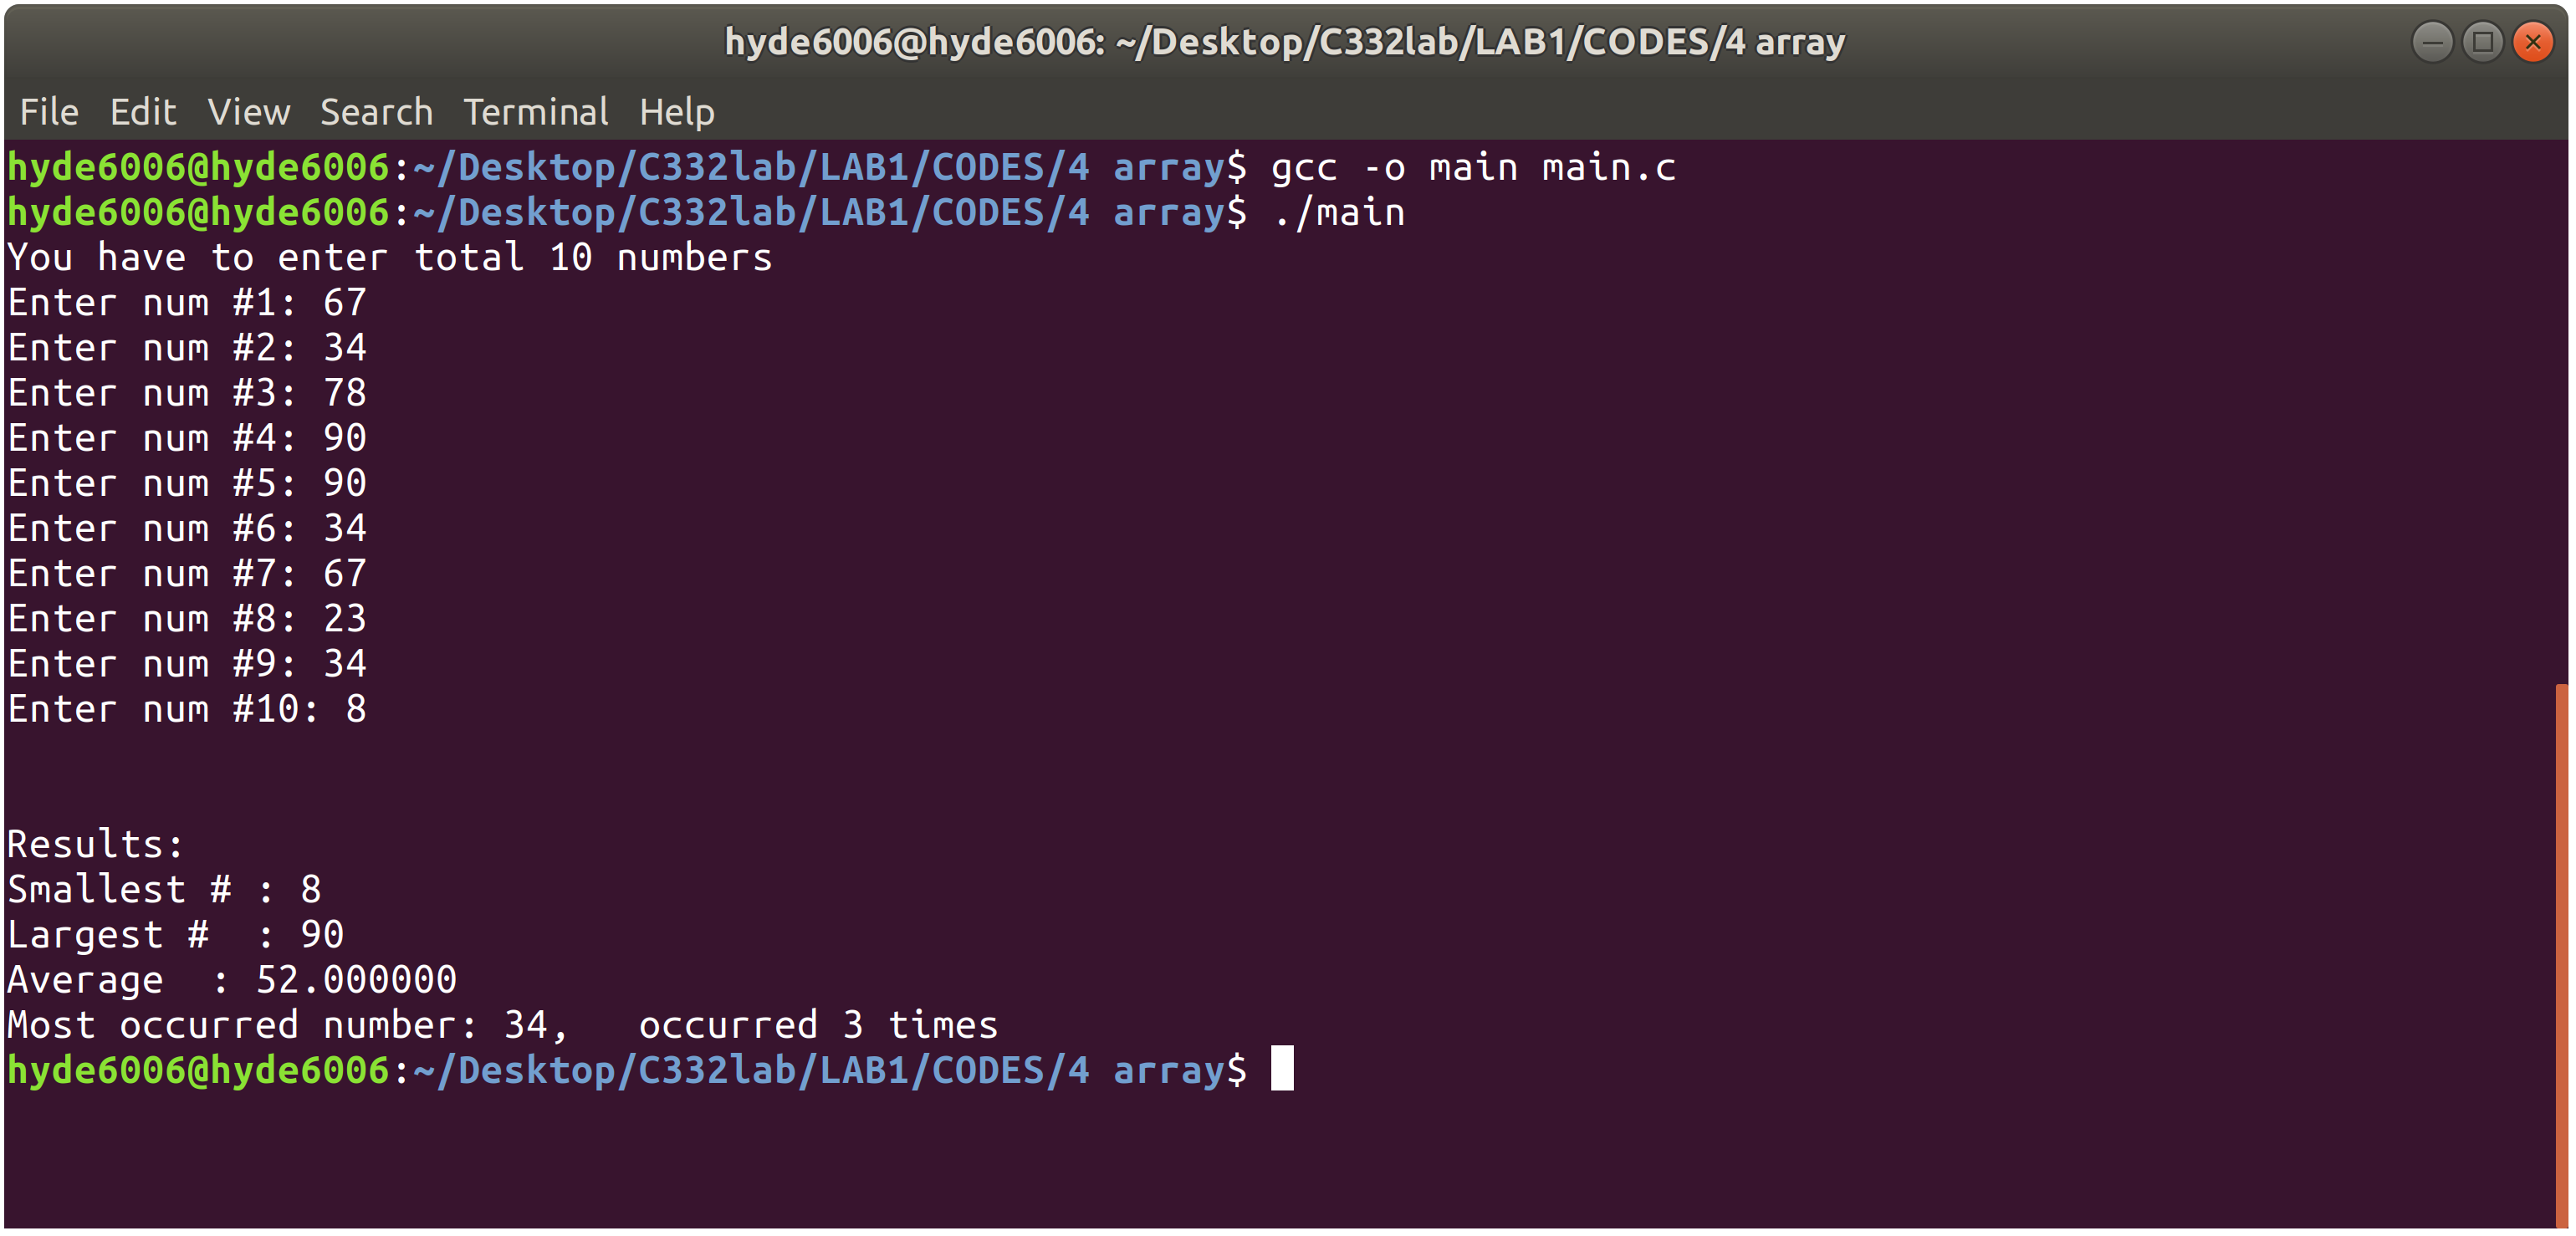 hyde6006@hyde6006: ~/Desktop/C332lab/LAB1/CODES/4 array
File Edit View Search Terminal Help
hyde6006@hyde6006:~/Desktop/C332lab/LAB1/CODES/4 array$ gcc -o main main.c
hyde6006@hyde6006:~/Desktop/C332lab/LAB1/CODES/4 array$ ./main
You have to enter total 10 numbers
Enter num #1: 67
Enter num #2: 34
Enter num #3: 78
Enter num #4: 90
Enter num #5: 90
Enter num #6: 34
Enter num #7: 67
Enter num #8: 23
Enter num #9: 34
Enter num #10: 8
Results:
Smallest # : 8
Largest #  : 90
Average  : 52.000000
Most occurred number: 34,   occurred 3 times
hyde6006@hyde6006:~/Desktop/C332lab/LAB1/CODES/4 array$